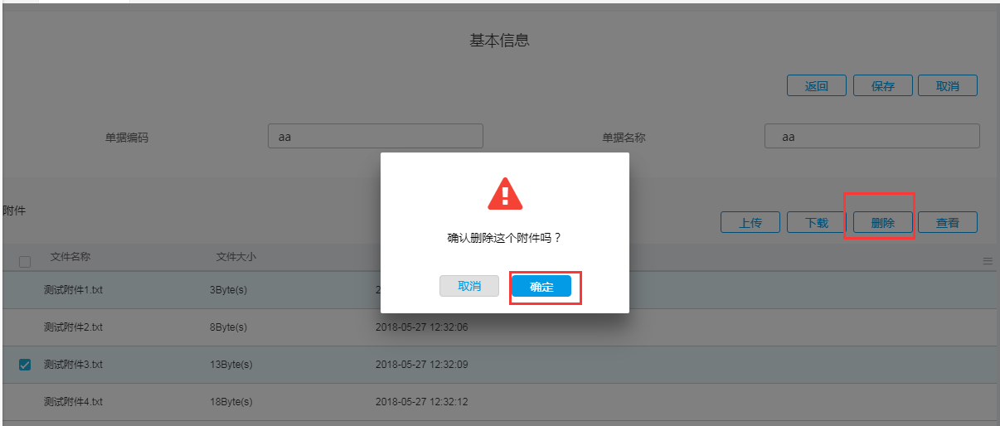 基本信息
返回 保存 取消
单据编码 aa 单据名称 aa
附件
上传 下载 删除 查看
确认删除这个附件吗？
取消 确定
文件名称 文件大小
测试附件1.txt 3Byte(s) 2
测试附件2.txt 8Byte(s) 2018-05-27 12:32:06
测试附件3.txt 13Byte(s) 2018-05-27 12:32:09
测试附件4.txt 18Byte(s) 2018-05-27 12:32:12